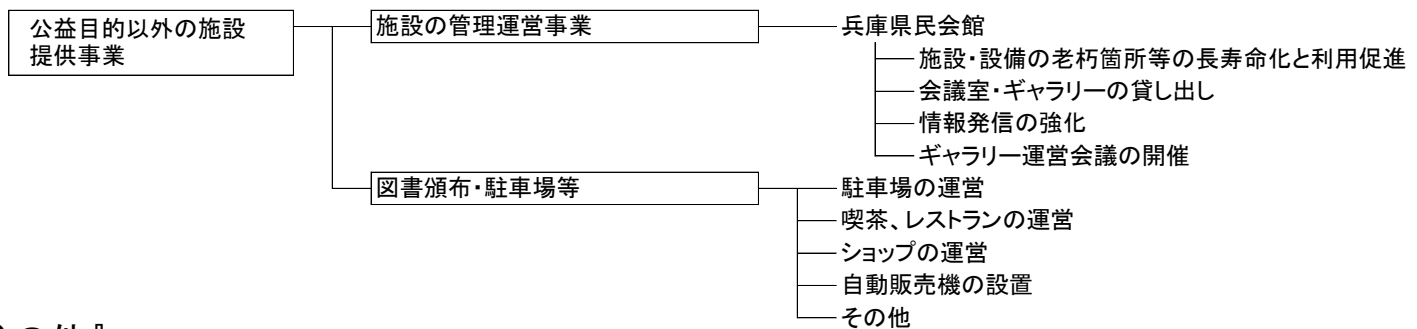 公益目的以外の施設
提供事業
施設の管理運営事業
兵庫県民会館
施設・設備の老朽箇所等の長寿命化と利用促進
会議室・ギャラリーの貸し出し
情報発信の強化
ギャラリー運営会議の開催
図書頒布・駐車場等
駐車場の運営
喫茶、レストランの運営
ショップの運営
自動販売機の設置
その他